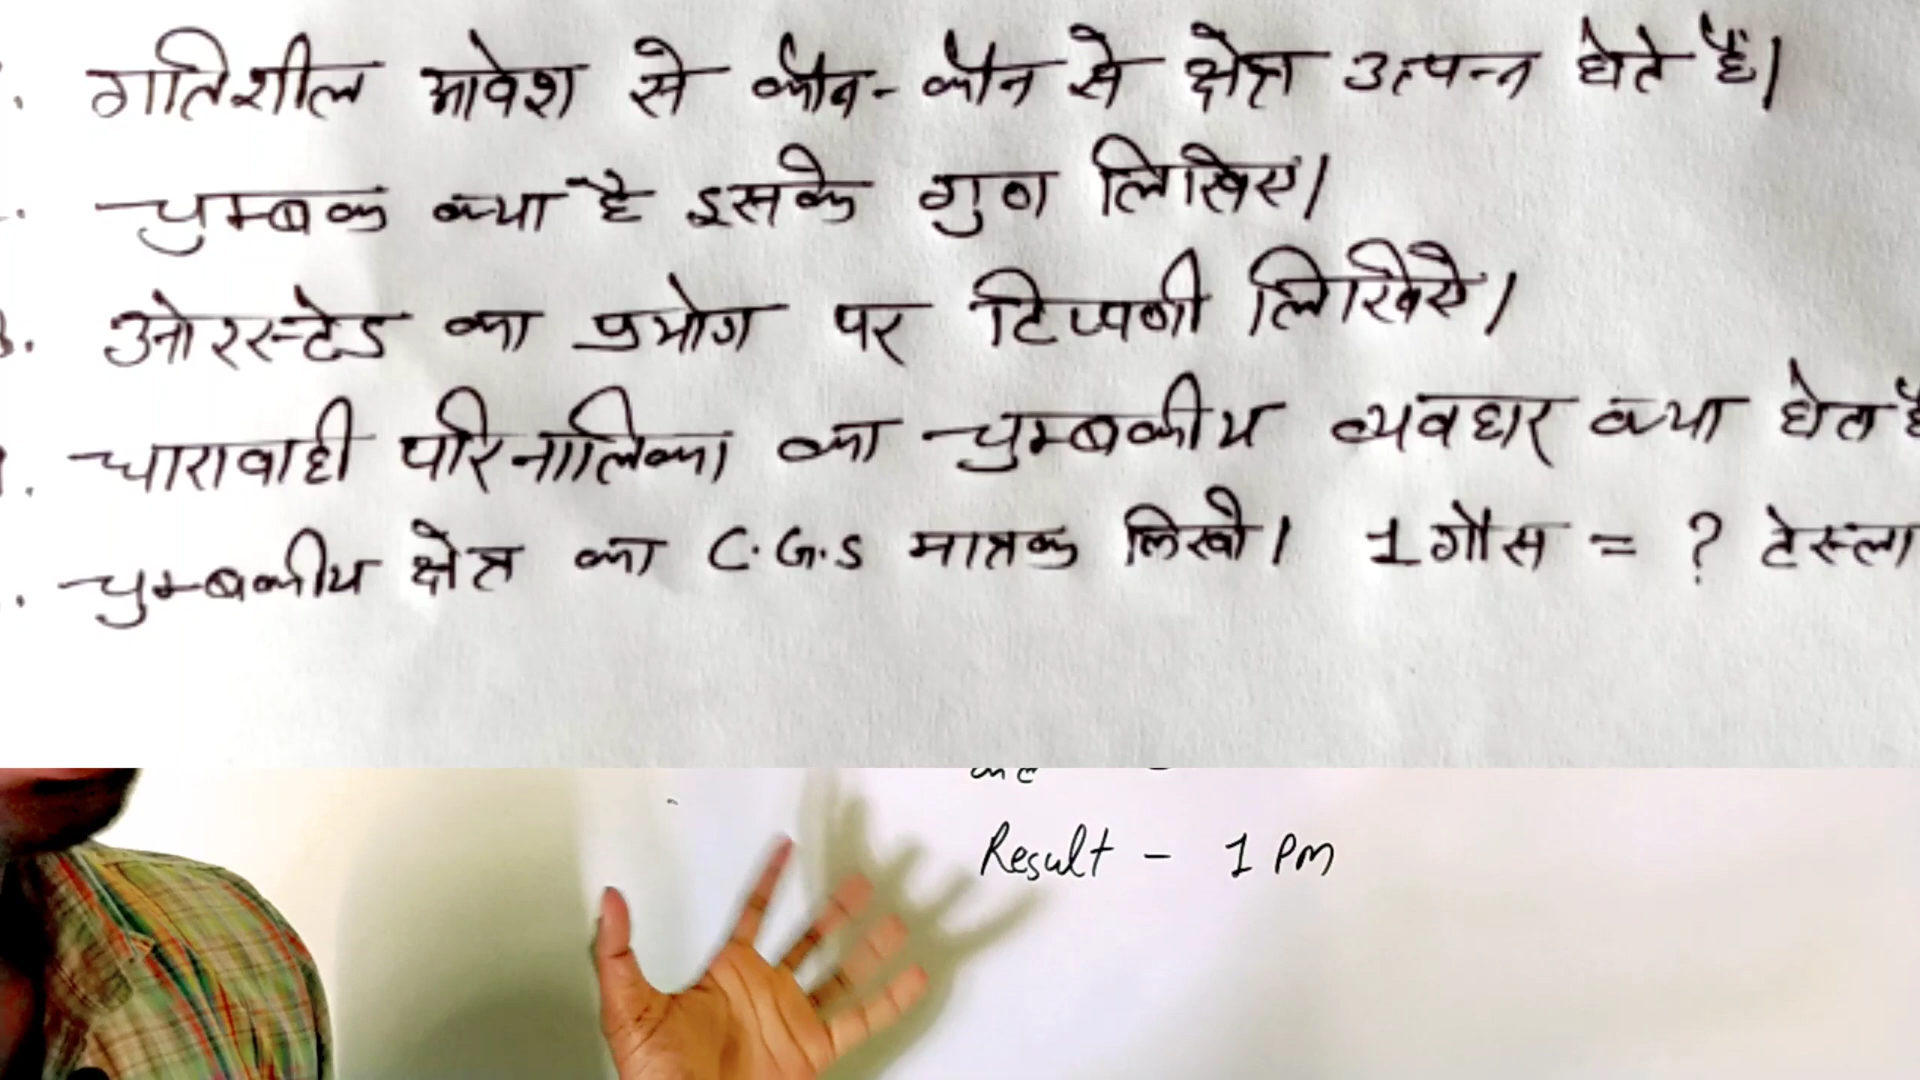 . गतिशील आवेश से कौन-कौन से क्षेत्र उत्पन्न होते हैं।
. चुम्बक क्या है इसके गुण लिखिए।
3. ओरस्टेड का प्रयोग पर टिप्पणी लिखिये।
. धारावाही परिनालिका का चुम्बकीय व्यवहार क्या होता है
. चुम्बकीय क्षेत्र का C.G.S मात्रक लिखो। 1 गौस = ? टेस्ला
Result - 1 Pm